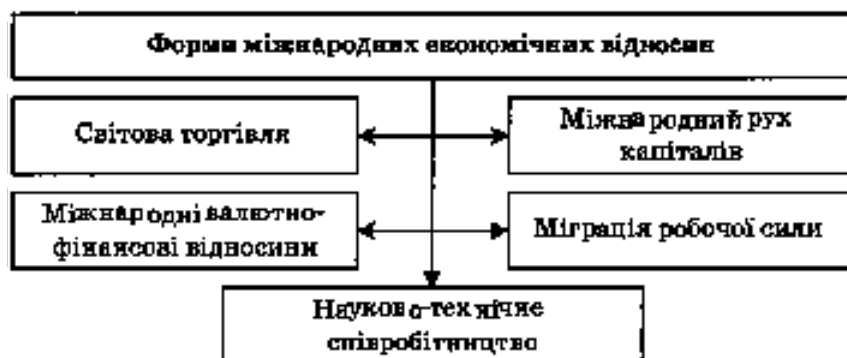 Форми міжнародних економічних відносин
Світова торгівля
Міжнародний рух
капіталів
Міжнародні валютно-
фінансові відносини
Міграція робочої сили
Науково-технічне
співробітництво